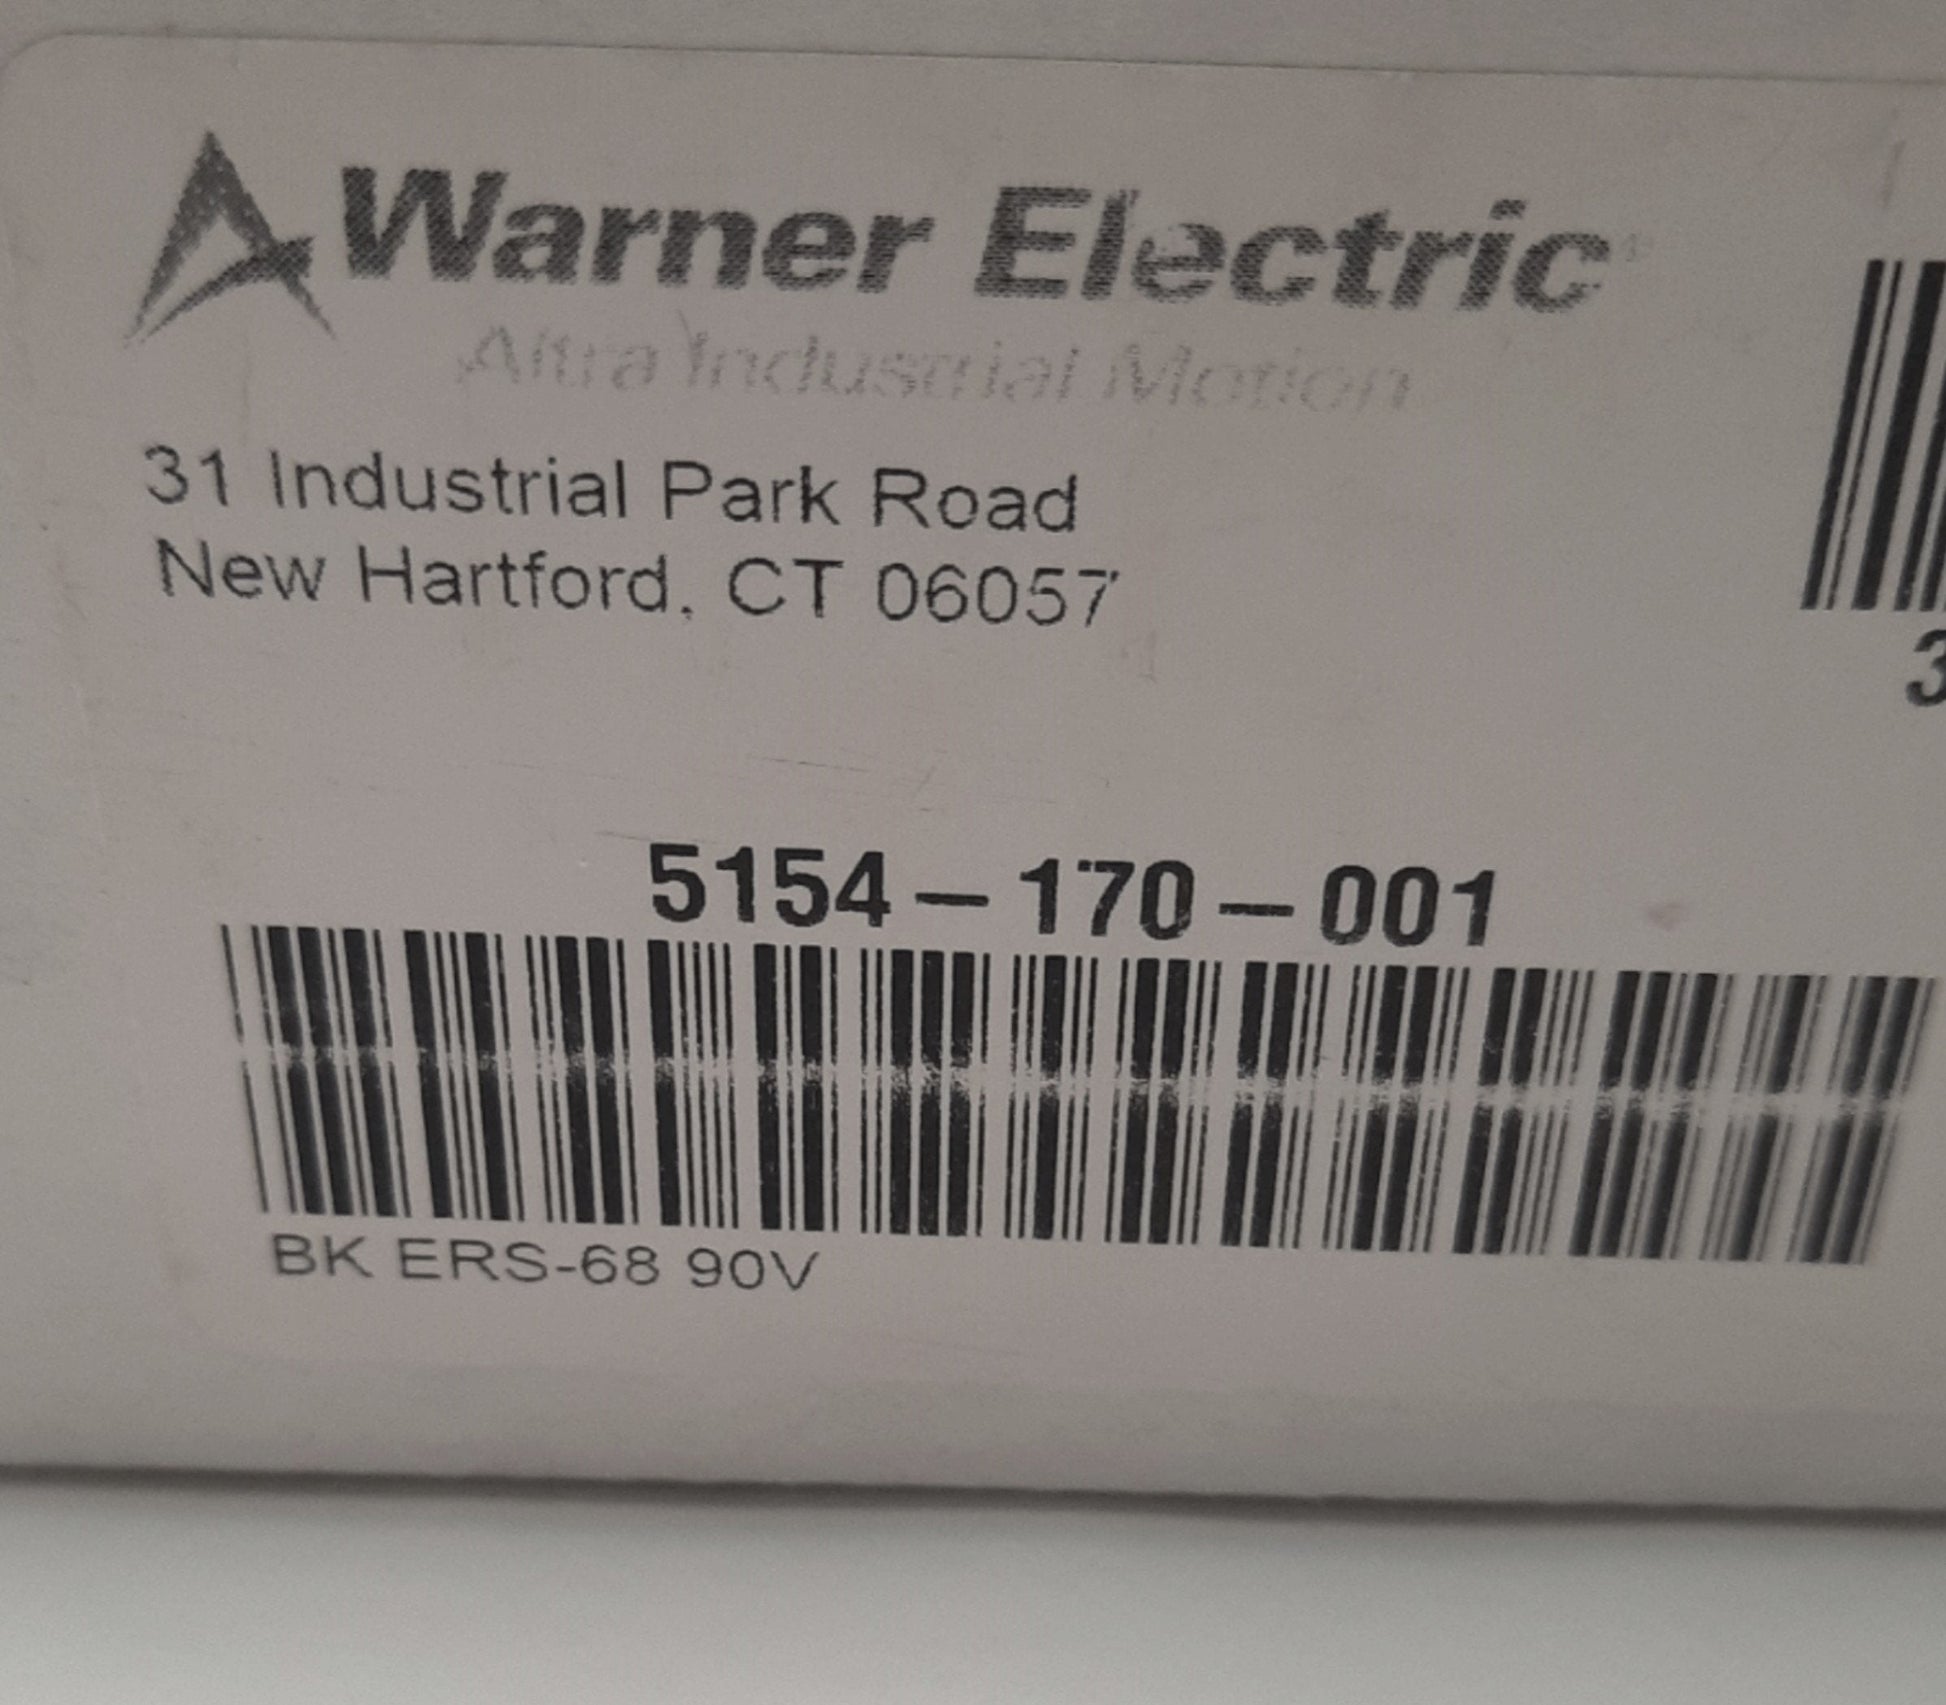 Warner Electric
Altra Industrial Motion
31 Industrial Park Road
New Hartford, CT 06057
3
5154-170-001
BK ERS-68 90V